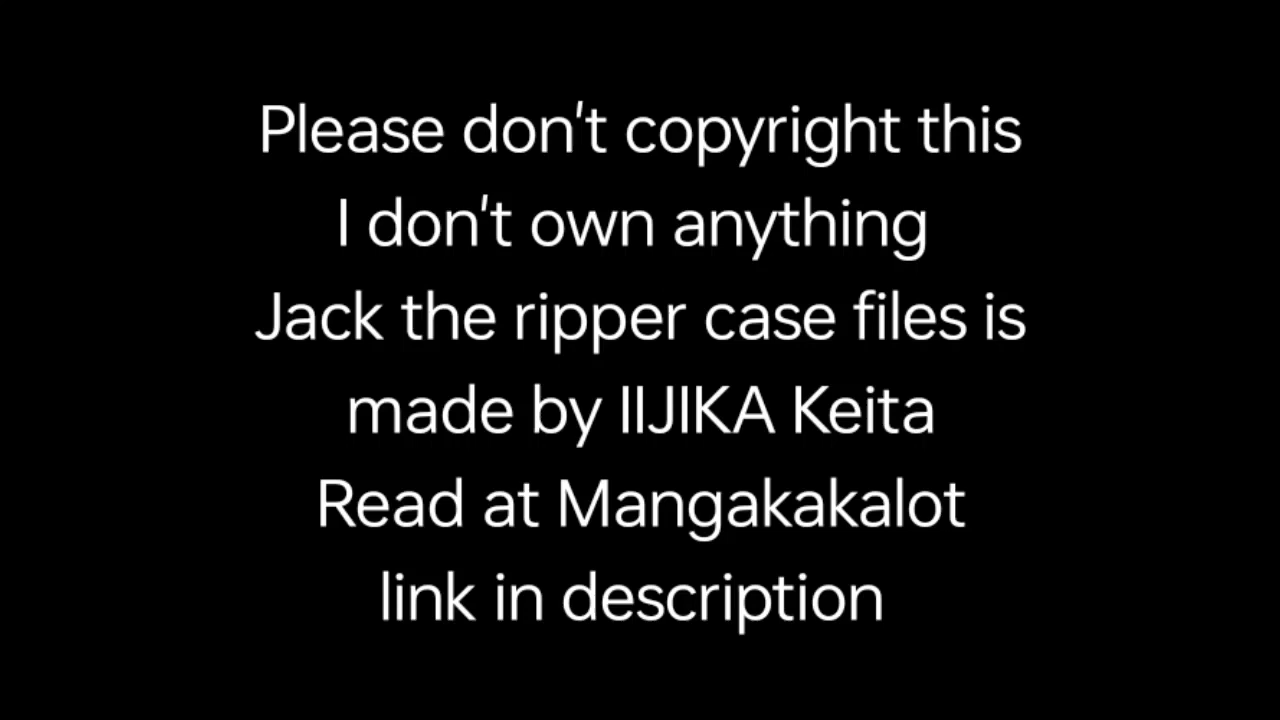 Please don't copyright this
I don't own anything
Jack the ripper case files is
made by IIJIKA Keita
Read at Mangakakalot
link in description